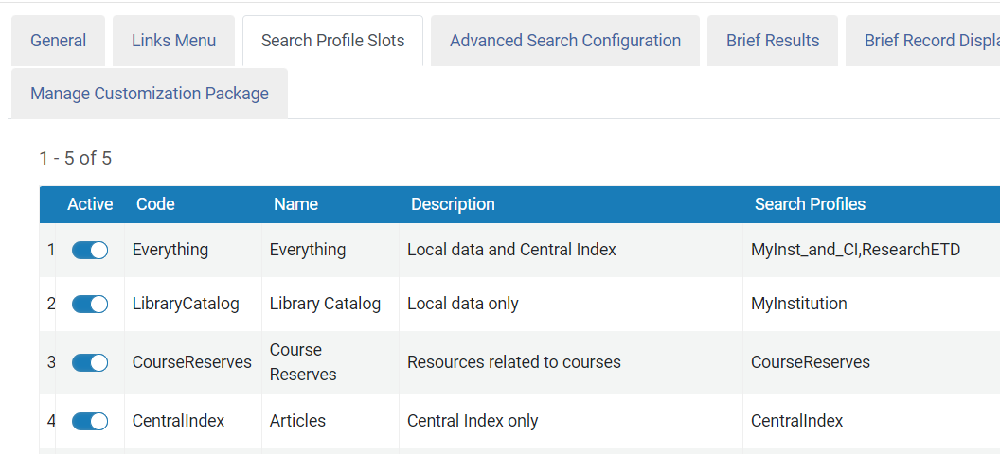 General Links Menu Search Profile Slots Advanced Search Configuration Brief Results Brief Record Displa
Manage Customization Package
1 - 5 of 5
Active Code Name Description Search Profiles
1 Everything Everything Local data and Central Index MyInst_and_CI,ResearchETD
2 LibraryCatalog Library Catalog Local data only MyInstitution
3 CourseReserves Course Reserves Resources related to courses CourseReserves
4 CentralIndex Articles Central Index only CentralIndex